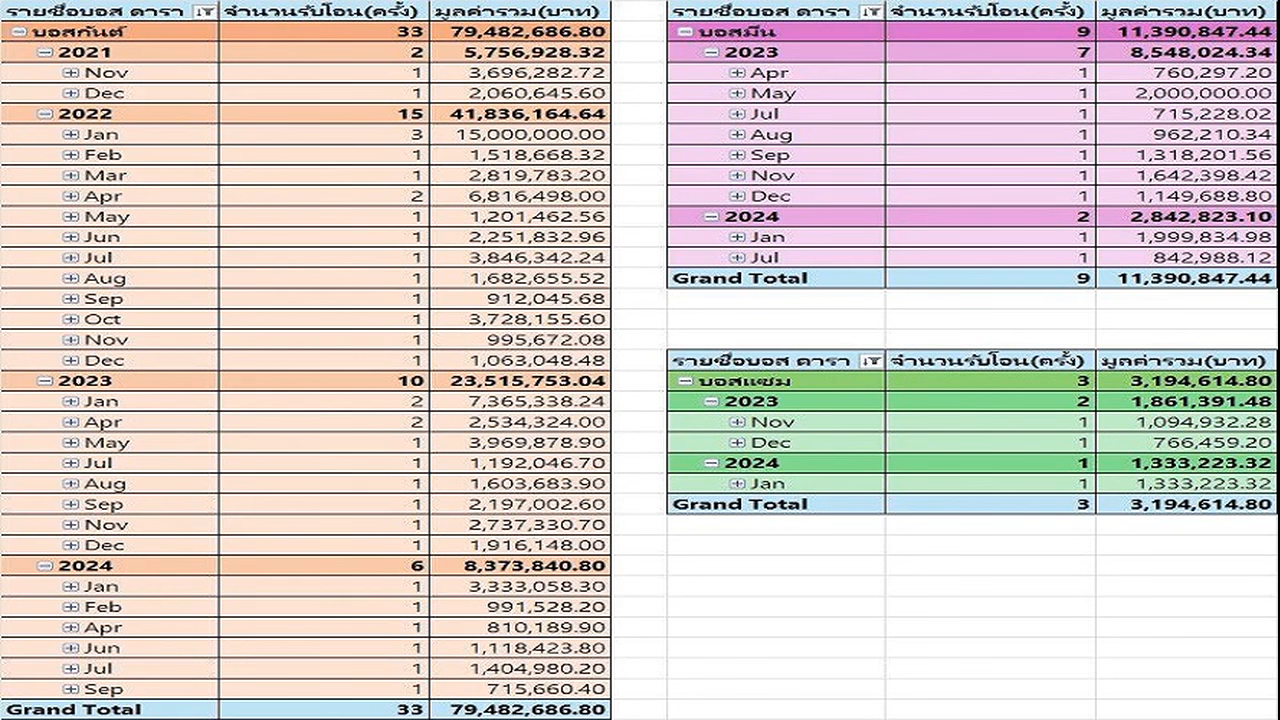 รายชื่อบอส ดารา จำนวนรับโอน(ครั้ง) มูลค่ารวม(บาท)
บอสกันต์ 33 79,482,686.80
2021 2 5,756,928.32
Nov 1 3,696,282.72
Dec 1 2,060,645.60
2022 15 41,836,164.64
Jan 3 15,000,000.00
Feb 1 1,518,668.32
Mar 1 2,819,783.20
Apr 2 6,816,498.00
May 1 1,201,462.56
Jun 1 2,251,832.96
Jul 1 3,846,342.24
Aug 1 1,682,655.52
Sep 1 912,045.68
Oct 1 3,728,155.60
Nov 1 995,672.08
Dec 1 1,063,048.48
2023 10 23,515,753.04
Jan 2 7,365,338.24
Apr 2 2,534,324.00
May 1 3,969,878.90
Jul 1 1,192,046.70
Aug 1 1,603,683.90
Sep 1 2,197,002.60
Nov 1 2,737,330.70
Dec 1 1,916,148.00
2024 6 8,373,840.80
Jan 1 3,333,058.30
Feb 1 991,528.20
Apr 1 810,189.90
Jun 1 1,118,423.80
Jul 1 1,404,980.20
Sep 1 715,660.40
Grand Total 33 79,482,686.80
รายชื่อบอส ดารา จำนวนรับโอน(ครั้ง) มูลค่ารวม(บาท)
บอสมีน 9 11,390,847.44
2023 7 8,548,024.34
Apr 1 760,297.20
May 1 2,000,000.00
Jul 1 715,228.02
Aug 1 962,210.34
Sep 1 1,318,201.56
Nov 1 1,642,398.42
Dec 1 1,149,688.80
2024 2 2,842,823.10
Jan 1 1,999,834.98
Jul 1 842,988.12
Grand Total 9 11,390,847.44
รายชื่อบอส ดารา จำนวนรับโอน(ครั้ง) มูลค่ารวม(บาท)
บอสแซม 3 3,194,614.80
2023 2 1,861,391.48
Nov 1 1,094,932.28
Dec 1 766,459.20
2024 1 1,333,223.32
Jan 1 1,333,223.32
Grand Total 3 3,194,614.80